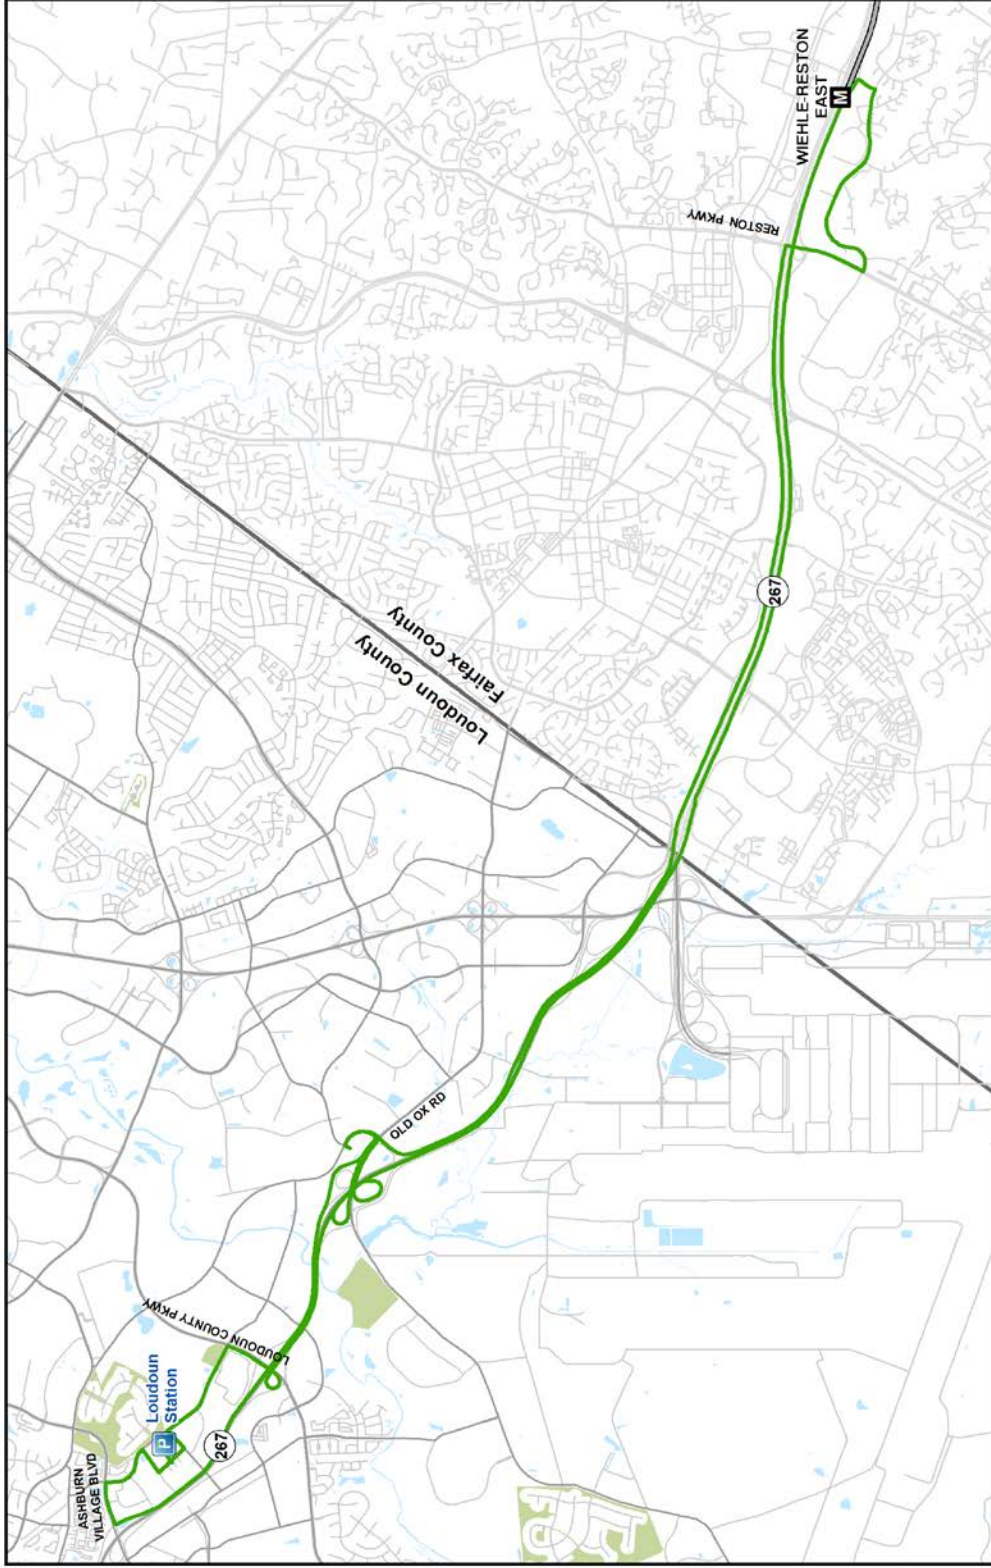 ASHBURN
VILLAGE BLVD
P
Loudoun
Station
267
LOUDOUN COUNTY PKWY
OLD OX RD
Loudoun County
Fairfax County
267
RESTON PKWY
WIEHLE-RESTON
EAST
M